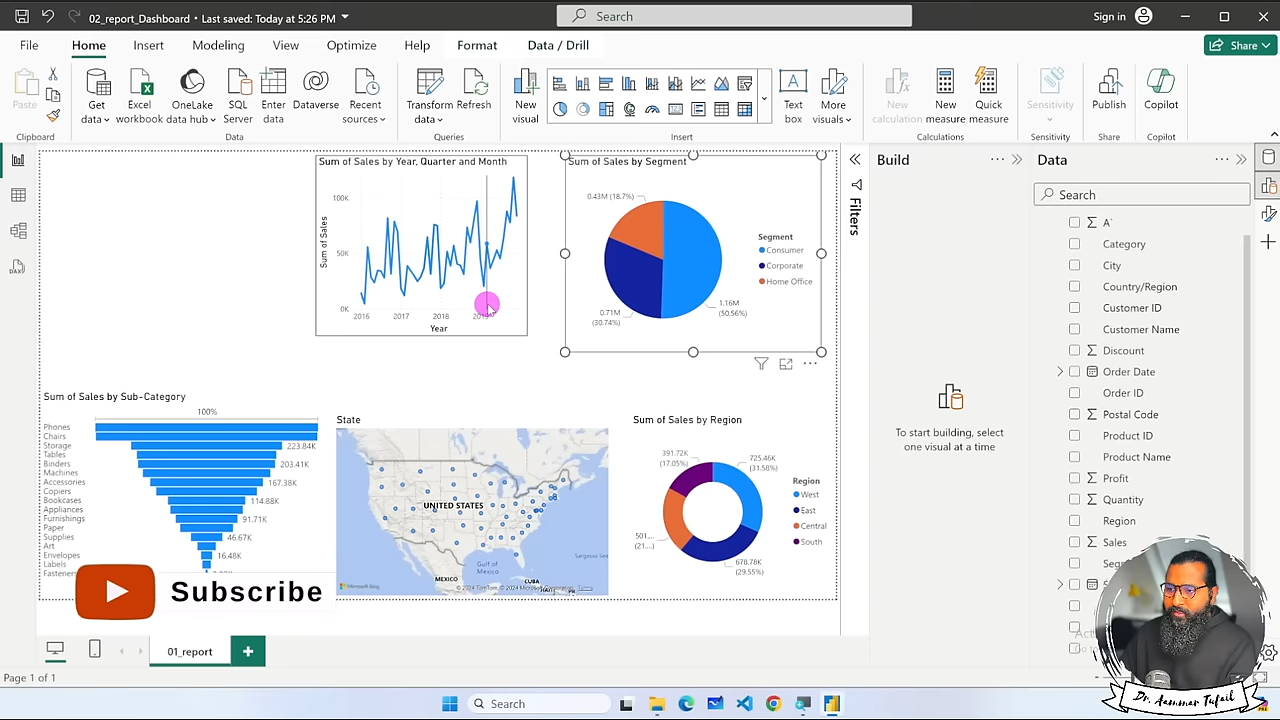 02_report_Dashboard • Last saved: Today at 5:26 PM
Search
Sign in
File Home Insert Modeling View Optimize Help Format Data / Drill
Share
Paste
Get data
Excel workbook
OneLake data hub
SQL Server
Enter data
Dataverse
Recent sources
Transform data
Refresh
New visual
Text box
More visuals
New calculation
New measure
Quick measure
Sensitivity
Publish
Copilot
Clipboard
Data
Queries
Insert
Calculations
Sensitivity
Share
Copilot
Sum of Sales by Year, Quarter and Month
100K
50K
0K
Sum of Sales
2016 2017 2018
Year
Sum of Sales by Segment
0.43M (18.7%)
0.71M
(30.74%)
1.16M
(50.56%)
Segment
Consumer
Corporate
Home Office
Filters
Build
To start building, select
one visual at a time
Data
Search
A`
Category
City
Country/Region
Customer ID
Customer Name
Discount
Order Date
Order ID
Postal Code
Product ID
Product Name
Profit
Quantity
Region
Sales
Sum of Sales by Sub-Category
100%
Phones
Chairs
Storage 223.84K
Tables
Binders 203.41K
Machines
Accessories 167.38K
Copiers
Bookcases 114.88K
Appliances
Furnishings 91.71K
Paper
Supplies 46.67K
Art
Envelopes 16.48K
Labels
Subscribe
State
UNITED STATES
MEXICO
Gulf of
Mexico
CUBA
Microsoft Bing
Sum of Sales by Region
391.72K
(17.05%)
725.46K
(31.58%)
501....
(21....)
678.78K
(29.55%)
Region
West
East
Central
South
01_report
Page 1 of 1
Search
Dr. Aammar Tufail